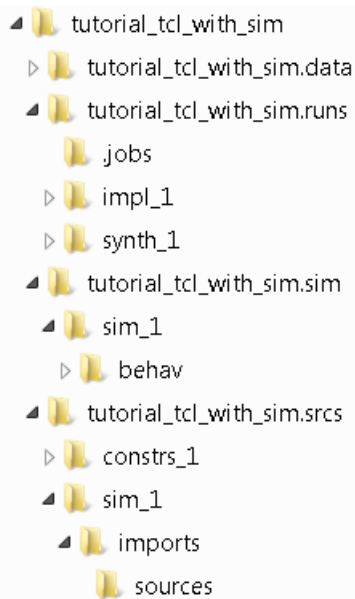 tutorial_tcl_with_sim
tutorial_tcl_with_sim.data
tutorial_tcl_with_sim.runs
.jobs
impl_1
synth_1
tutorial_tcl_with_sim.sim
sim_1
behav
tutorial_tcl_with_sim.srcs
constrs_1
sim_1
imports
sources